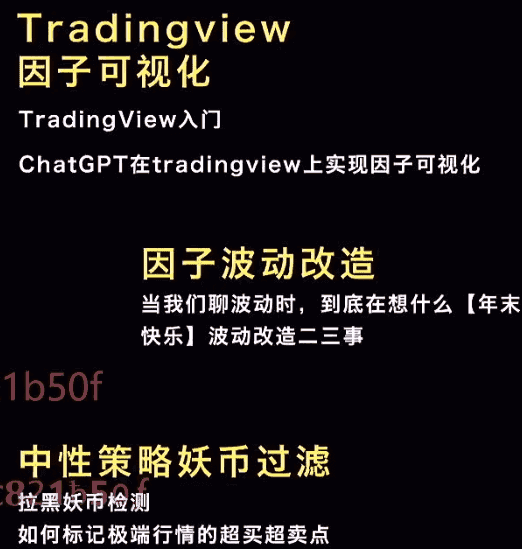 Tradingview
因子可视化
TradingView入门
ChatGPT在tradingview上实现因子可视化
因子波动改造
当我们聊波动时，到底在想什么【年末
快乐】波动改造二三事
1b50f
中性策略妖币过滤
拉黑妖币检测
如何标记极端行情的超买超卖点